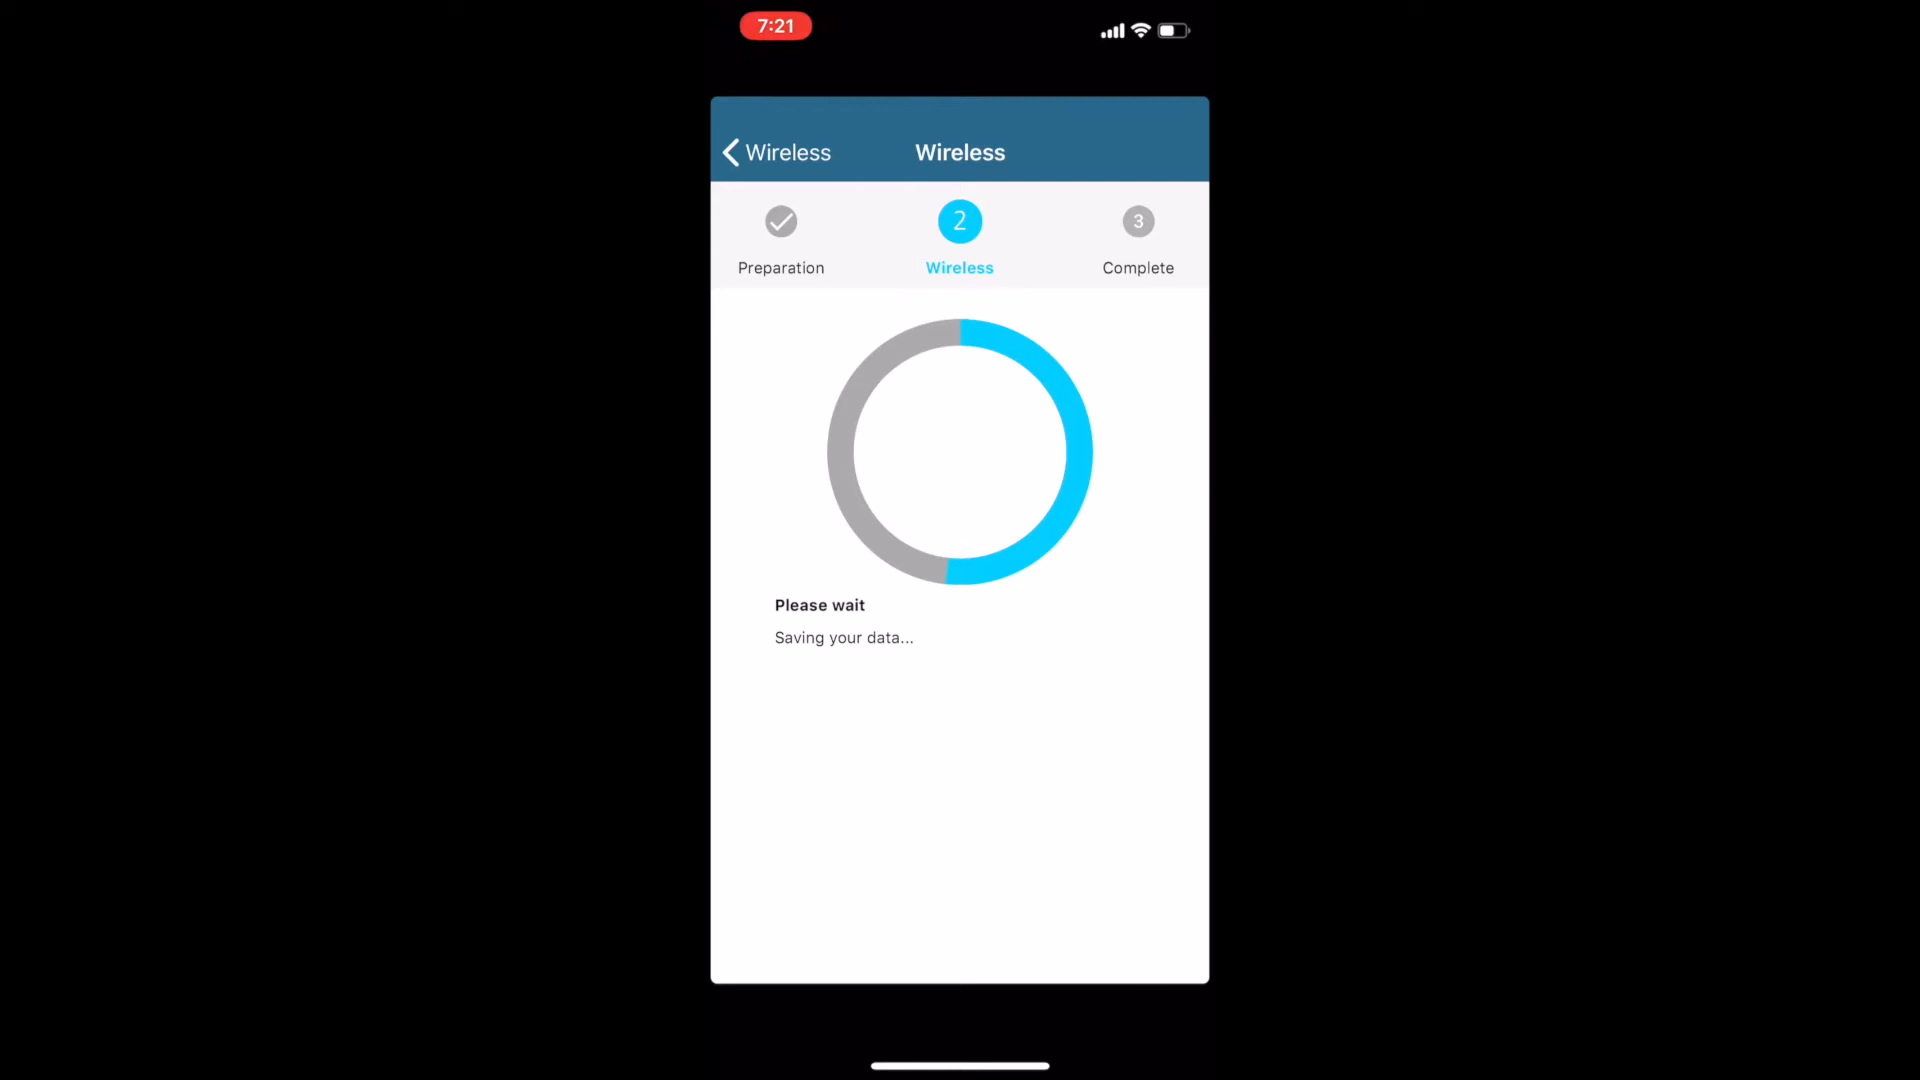 7:21
Wireless
Wireless
2
3
Preparation
Wireless
Complete
Please wait
Saving your data...